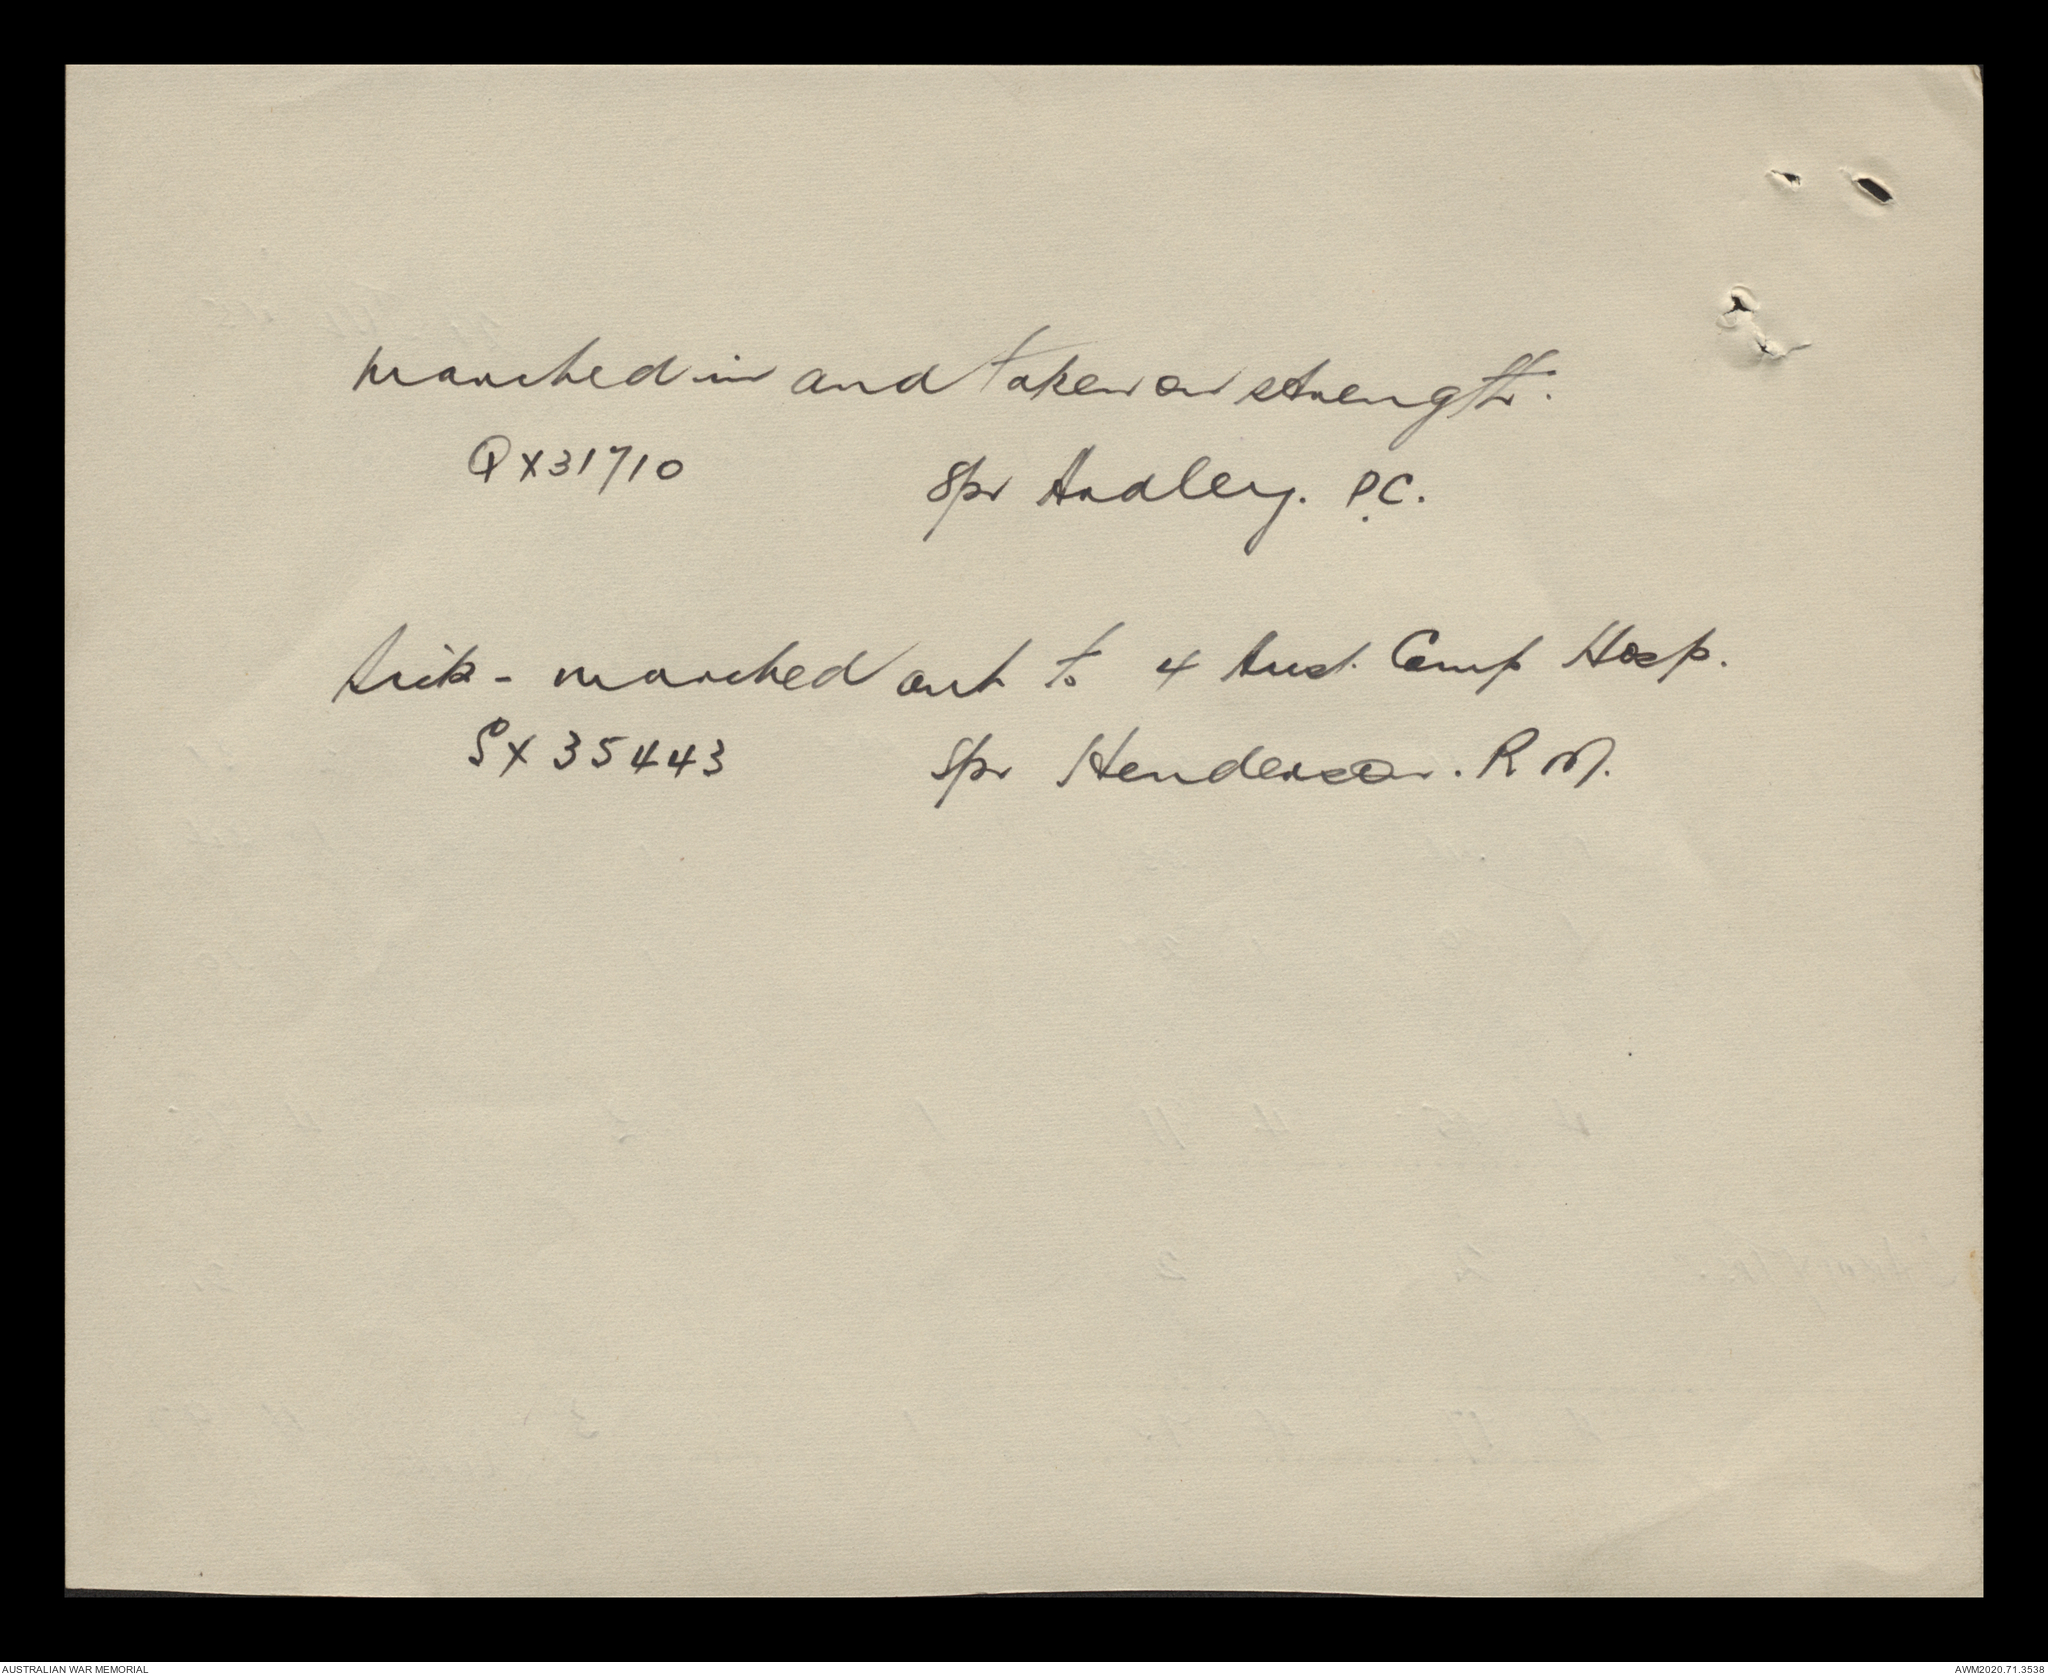 Marched in and taken on strength.
QX31710 Spr Audley. P.C.
Sick - marched out to 4 Aust. Camp Hosp.
SX35443 Spr Henderson. R M.
AUSTRALIAN WAR MEMORIAL
AWM2020.71.3538